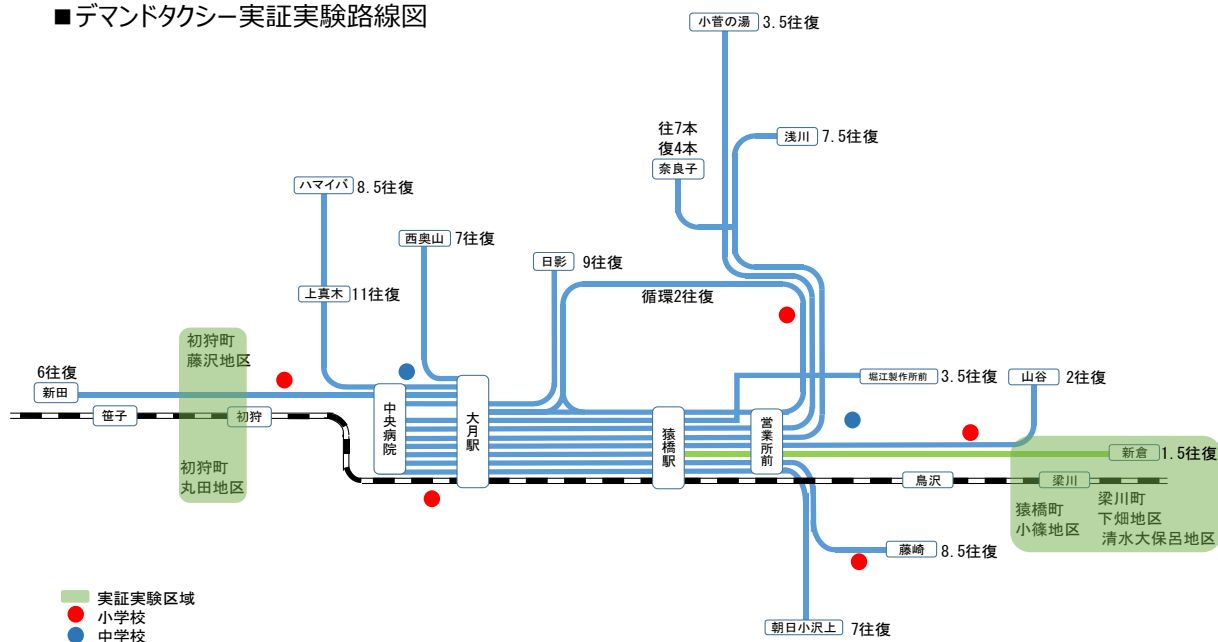 ■デマンドタクシー実証実験路線図
小菅の湯 3.5往復
往7本
復4本
奈良子
浅川 7.5往復
ハマイバ 8.5往復
西奥山 7往復
日影 9往復
上真木 11往復
循環2往復
初狩町
藤沢地区
6往復
新田
堀江製作所前 3.5往復
山谷 2往復
笹子
初狩
中央病院
大月駅
猿橋駅
営業所前
新倉 1.5往復
初狩町
丸田地区
鳥沢
梁川
猿橋町
小篠地区
梁川町
下畑地区
清水大保呂地区
藤崎 8.5往復
朝日小沢上 7往復
実証実験区域
小学校
中学校